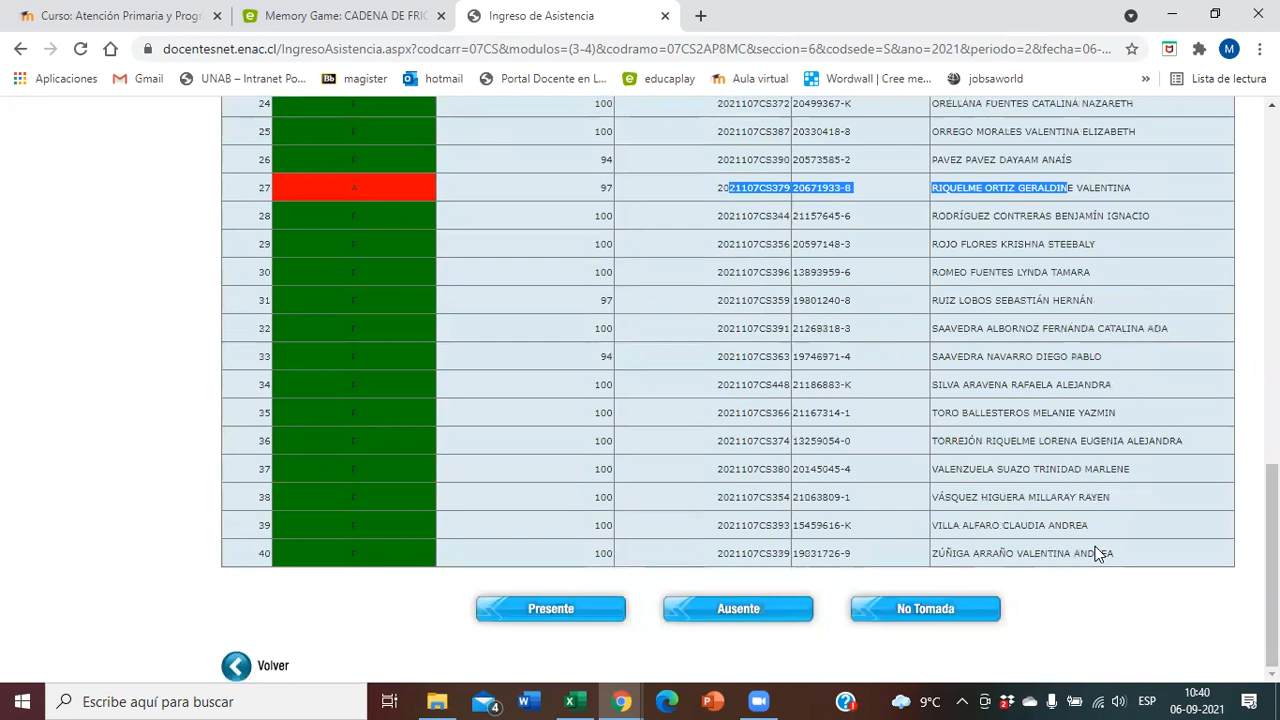 Curso: Atención Primaria y Progr
Memory Game: CADENA DE FRIC
Ingreso de Asistencia
docentesnet.enac.cl/IngresoAsistencia.aspx?codcarr=07CS&modulos=(3-4)&codramo=07CS2AP8MC&seccion=6&codsede=S&ano=2021&periodo=2&fecha=06-...
M
Aplicaciones
Gmail
UNAB – Intranet Po...
Bb magister
hotmail
Portal Docente en L...
educaplay
Aula virtual
Wordwall | Cree me...
jobsaworld
»
Lista de lectura
24 P 100 2021107CS372 20499367-K ORELLANA FUENTES CATALINA NAZARETH
25 P 100 2021107CS387 20330418-8 ORREGO MORALES VALENTINA ELIZABETH
26 P 94 2021107CS390 20573585-2 PAVEZ PAVEZ DAYAAM ANAÍS
27 A 97 2021107CS379 20671933-8 RIQUELME ORTIZ GERALDINE VALENTINA
28 P 100 2021107CS344 21157645-6 RODRÍGUEZ CONTRERAS BENJAMÍN IGNACIO
29 P 100 2021107CS356 20597148-3 ROJO FLORES KRISHNA STEEBALY
30 P 100 2021107CS396 13893959-6 ROMEO FUENTES LYNDA TAMARA
31 P 97 2021107CS359 19801240-8 RUIZ LOBOS SEBASTIÁN HERNÁN
32 P 100 2021107CS391 21268318-3 SAAVEDRA ALBORNOZ FERNANDA CATALINA ADA
33 P 94 2021107CS363 19746971-4 SAAVEDRA NAVARRO DIEGO PABLO
34 P 100 2021107CS448 21186883-K SILVA ARAVENA RAFAELA ALEJANDRA
35 P 100 2021107CS366 21167314-1 TORO BALLESTEROS MELANIE YAZMIN
36 P 100 2021107CS374 13259054-0 TORREJÓN RIQUELME LORENA EUGENIA ALEJANDRA
37 P 100 2021107CS380 20145045-4 VALENZUELA SUAZO TRINIDAD MARLENE
38 P 100 2021107CS354 21063809-1 VÁSQUEZ HIGUERA MILLARAY RAYEN
39 P 100 2021107CS393 15459616-K VILLA ALFARO CLAUDIA ANDREA
40 P 100 2021107CS339 19031726-9 ZÚÑIGA ARRAÑO VALENTINA ANDREA
Presente
Ausente
No Tomada
Volver
Escribe aquí para buscar
4
9°C
ESP
10:40
06-09-2021